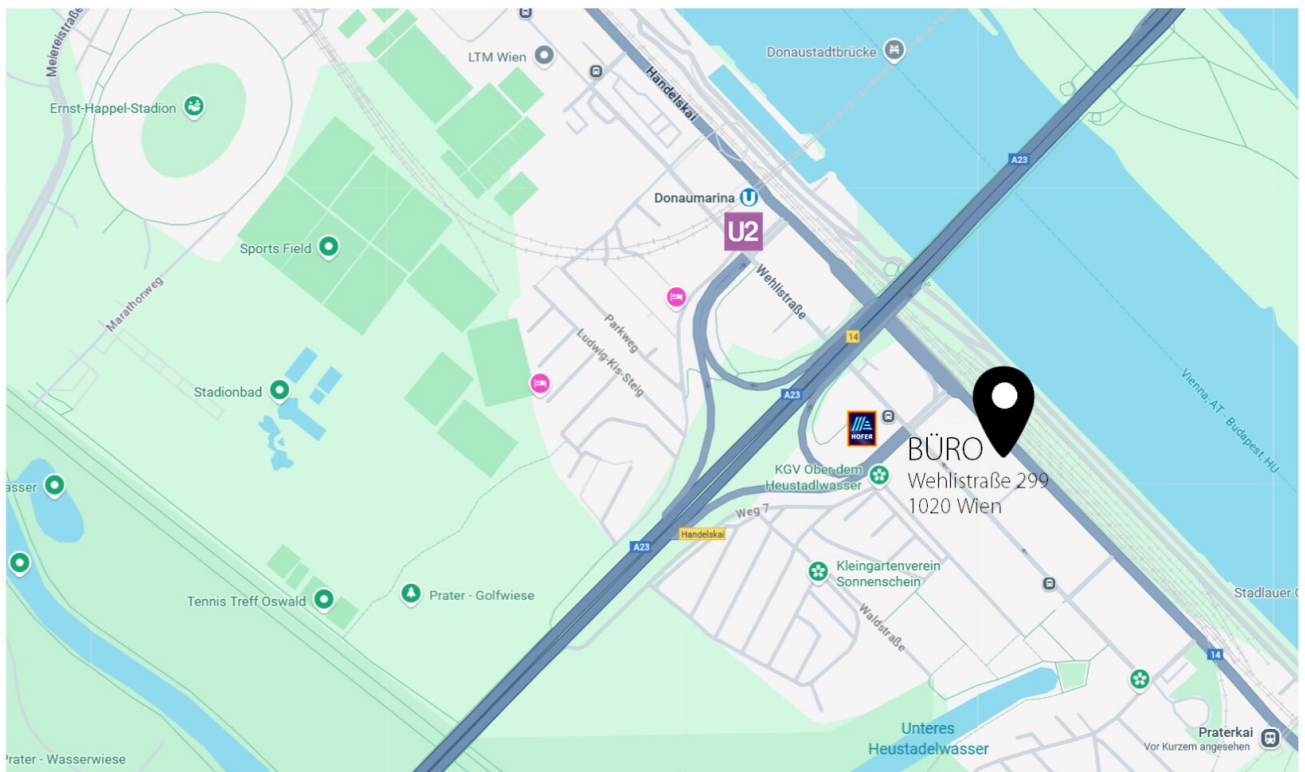 Meiereistraße
LTM Wien
Donaustadtbrücke
Handelskai
Ernst-Happel-Stadion
A23
Donaumarina
U
U2
Sports Field
Wehlistraße
Marathonweg
Parkweg
Ludwig-Kis-Steig
14
Stadionbad
A23
HOFER
Vienna, AT - Budapest, HU
BÜRO
Wehlistraße 299
1020 Wien
KGV Ober dem
Heustadlwasser
asser
Weg 7
Handelskai
A23
Kleingartenverein
Sonnenschein
Prater - Golfwiese
Tennis Treff Oswald
Stadlauer
Waldstraße
14
Unteres
Heustadelwasser
Praterkai
Vor Kurzem angesehen
Prater - Wasserwiese